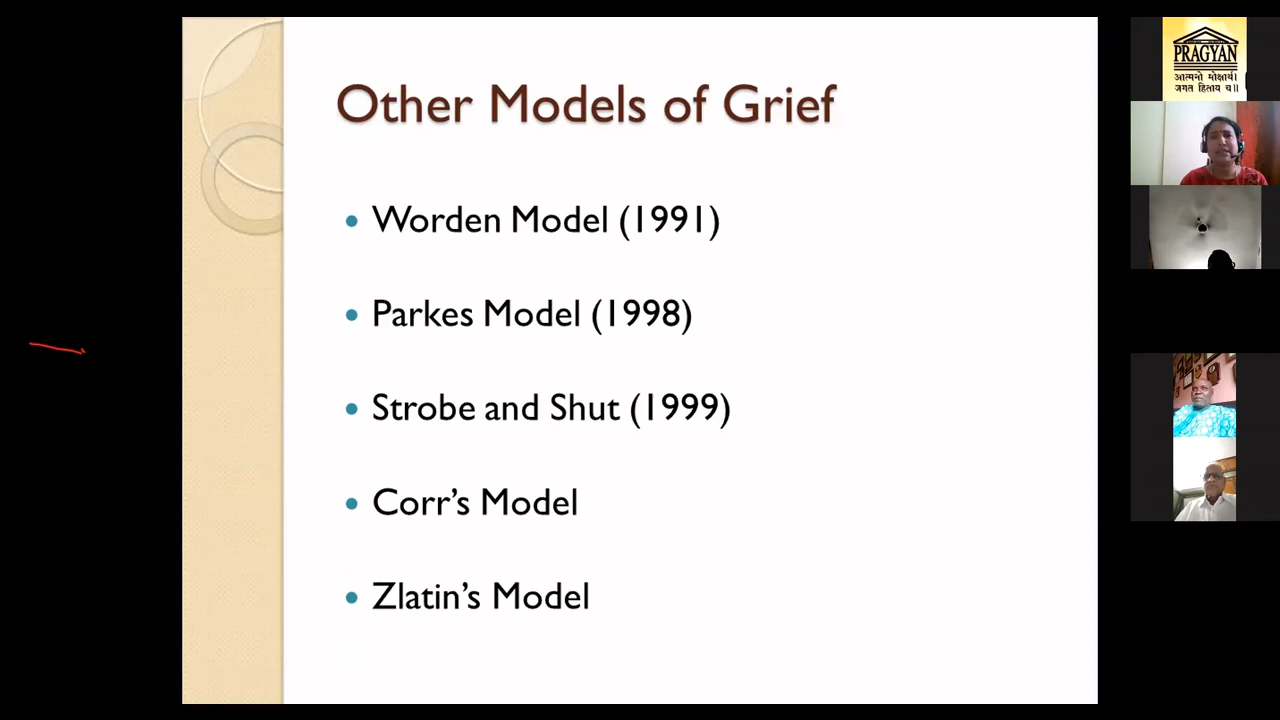 Other Models of Grief
• Worden Model (1991)
• Parkes Model (1998)
• Strobe and Shut (1999)
• Corr's Model
• Zlatin's Model
PRAGYAN
आत्मनो मोक्षार्थ।
जगत हिताय च॥